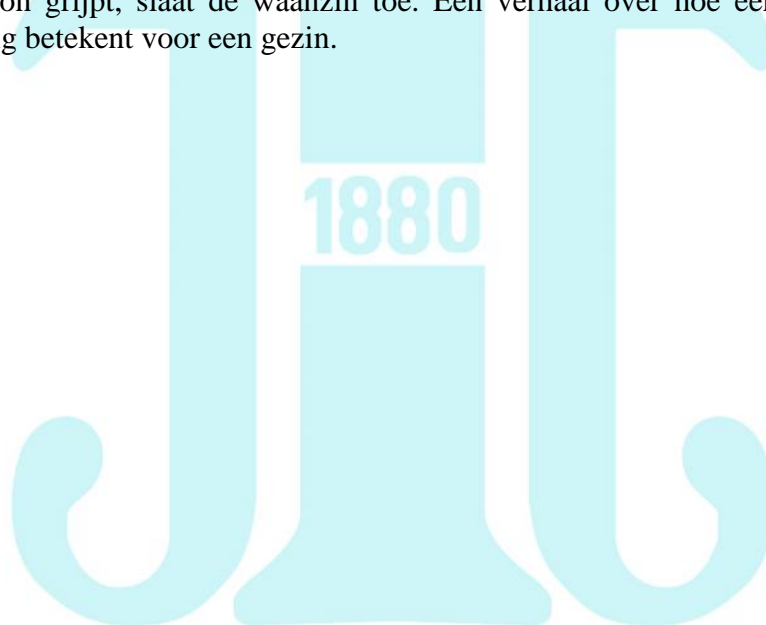 on grijpt, slaat de waanzin toe. Een verhaal over hoe een
g betekent voor een gezin.
1880